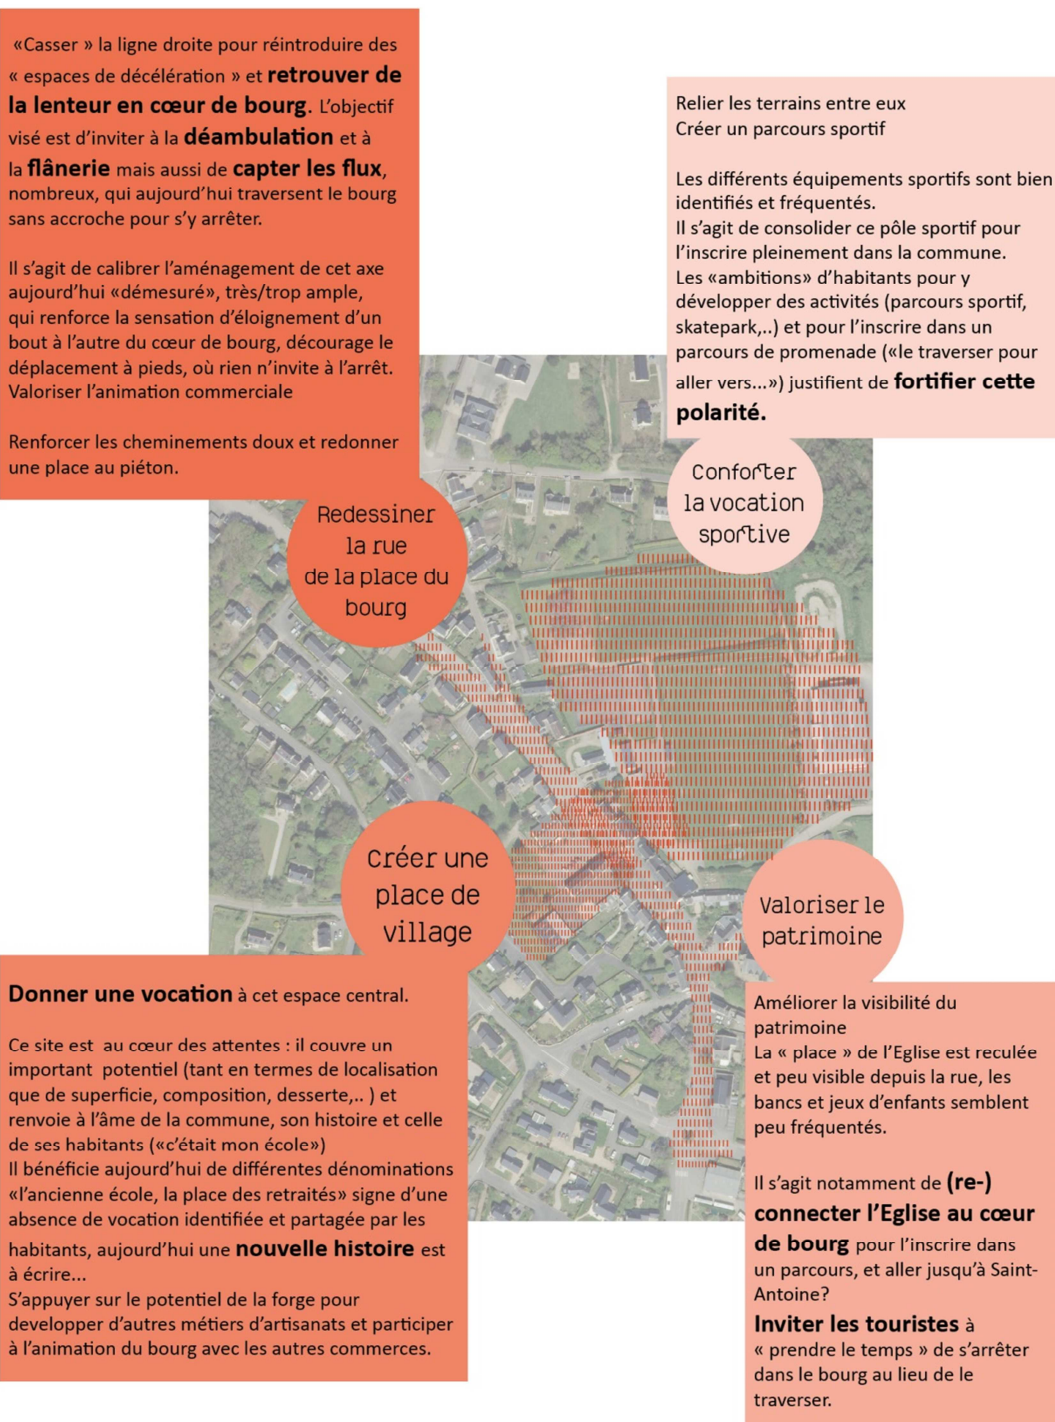 «Casser » la ligne droite pour réintroduire des
« espaces de décélération » et retrouver de
la lenteur en cœur de bourg. L'objectif
visé est d'inviter à la déambulation et à
la flânerie mais aussi de capter les flux,
nombreux, qui aujourd'hui traversent le bourg
sans accroche pour s'y arrêter.
Il s'agit de calibrer l'aménagement de cet axe
aujourd'hui «démesuré», très/trop ample,
qui renforce la sensation d'éloignement d'un
bout à l'autre du cœur de bourg, décourage le
déplacement à pieds, où rien n'invite à l'arrêt.
Valoriser l'animation commerciale
Renforcer les cheminements doux et redonner
une place au piéton.
Redessiner
la rue
de la place du
bourg
Relier les terrains entre eux
Créer un parcours sportif
Les différents équipements sportifs sont bien
identifiés et fréquentés.
Il s'agit de consolider ce pôle sportif pour
l'inscrire pleinement dans la commune.
Les «ambitions» d'habitants pour y
développer des activités (parcours sportif,
skatepark,..) et pour l'inscrire dans un
parcours de promenade («le traverser pour
aller vers...») justifient de fortifier cette
polarité.
Conforter
la vocation
sportive
Créer une
place de
village
Donner une vocation à cet espace central.
Ce site est au cœur des attentes : il couvre un
important potentiel (tant en termes de localisation
que de superficie, composition, desserte,.. ) et
renvoie à l'âme de la commune, son histoire et celle
de ses habitants («c'était mon école»)
Il bénéficie aujourd'hui de différentes dénominations
«l'ancienne école, la place des retraités» signe d'une
absence de vocation identifiée et partagée par les
habitants, aujourd'hui une nouvelle histoire est
à écrire...
S'appuyer sur le potentiel de la forge pour
developper d'autres métiers d'artisanats et participer
à l'animation du bourg avec les autres commerces.
Valoriser le
patrimoine
Améliorer la visibilité du
patrimoine
La « place » de l'Eglise est reculée
et peu visible depuis la rue, les
bancs et jeux d'enfants semblent
peu fréquentés.
Il s'agit notamment de (re-)
connecter l'Eglise au cœur
de bourg pour l'inscrire dans
un parcours, et aller jusqu'à Saint-
Antoine?
Inviter les touristes à
« prendre le temps » de s'arrêter
dans le bourg au lieu de le
traverser.